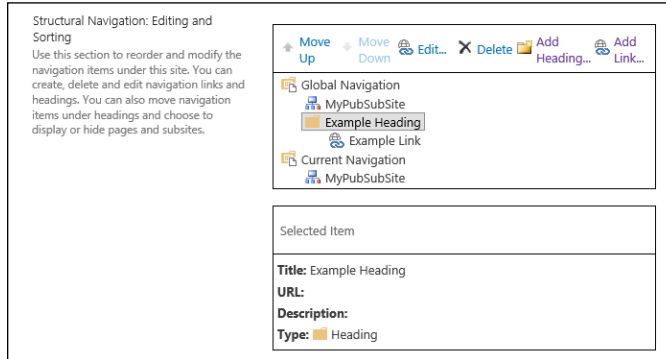 Structural Navigation: Editing and
Sorting
Use this section to reorder and modify the
navigation items under this site. You can
create, delete and edit navigation links and
headings. You can also move navigation
items under headings and choose to
display or hide pages and subsites.
Move Up
Move Down
Edit...
Delete
Add Heading...
Add Link...
Global Navigation
MyPubSubSite
Example Heading
Example Link
Current Navigation
MyPubSubSite
Selected Item
Title: Example Heading
URL:
Description:
Type: Heading